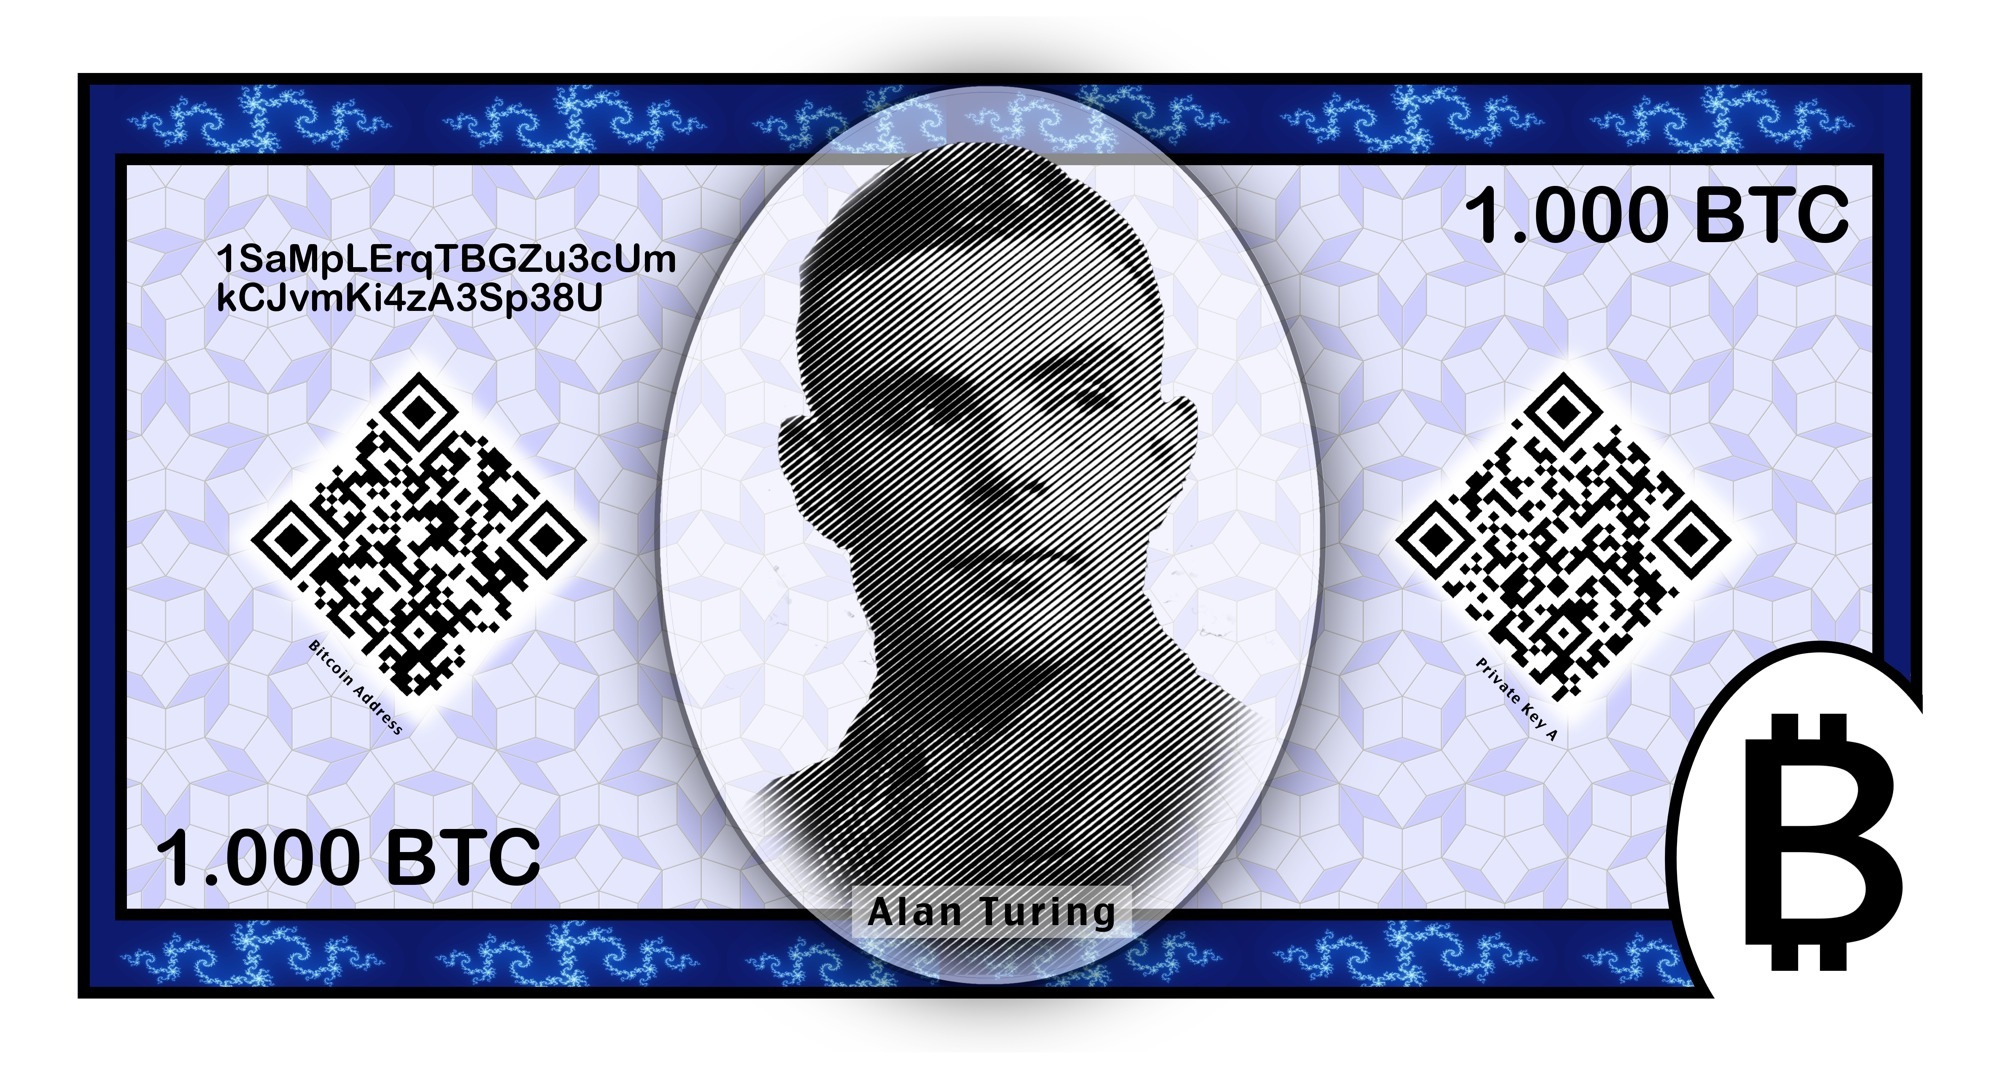 1.000 BTC
1SaMpLErqTBGZu3cUm
kCJvmKi4zA3Sp38U
Bitcoin Address
Private Key A
1.000 BTC
Alan Turing